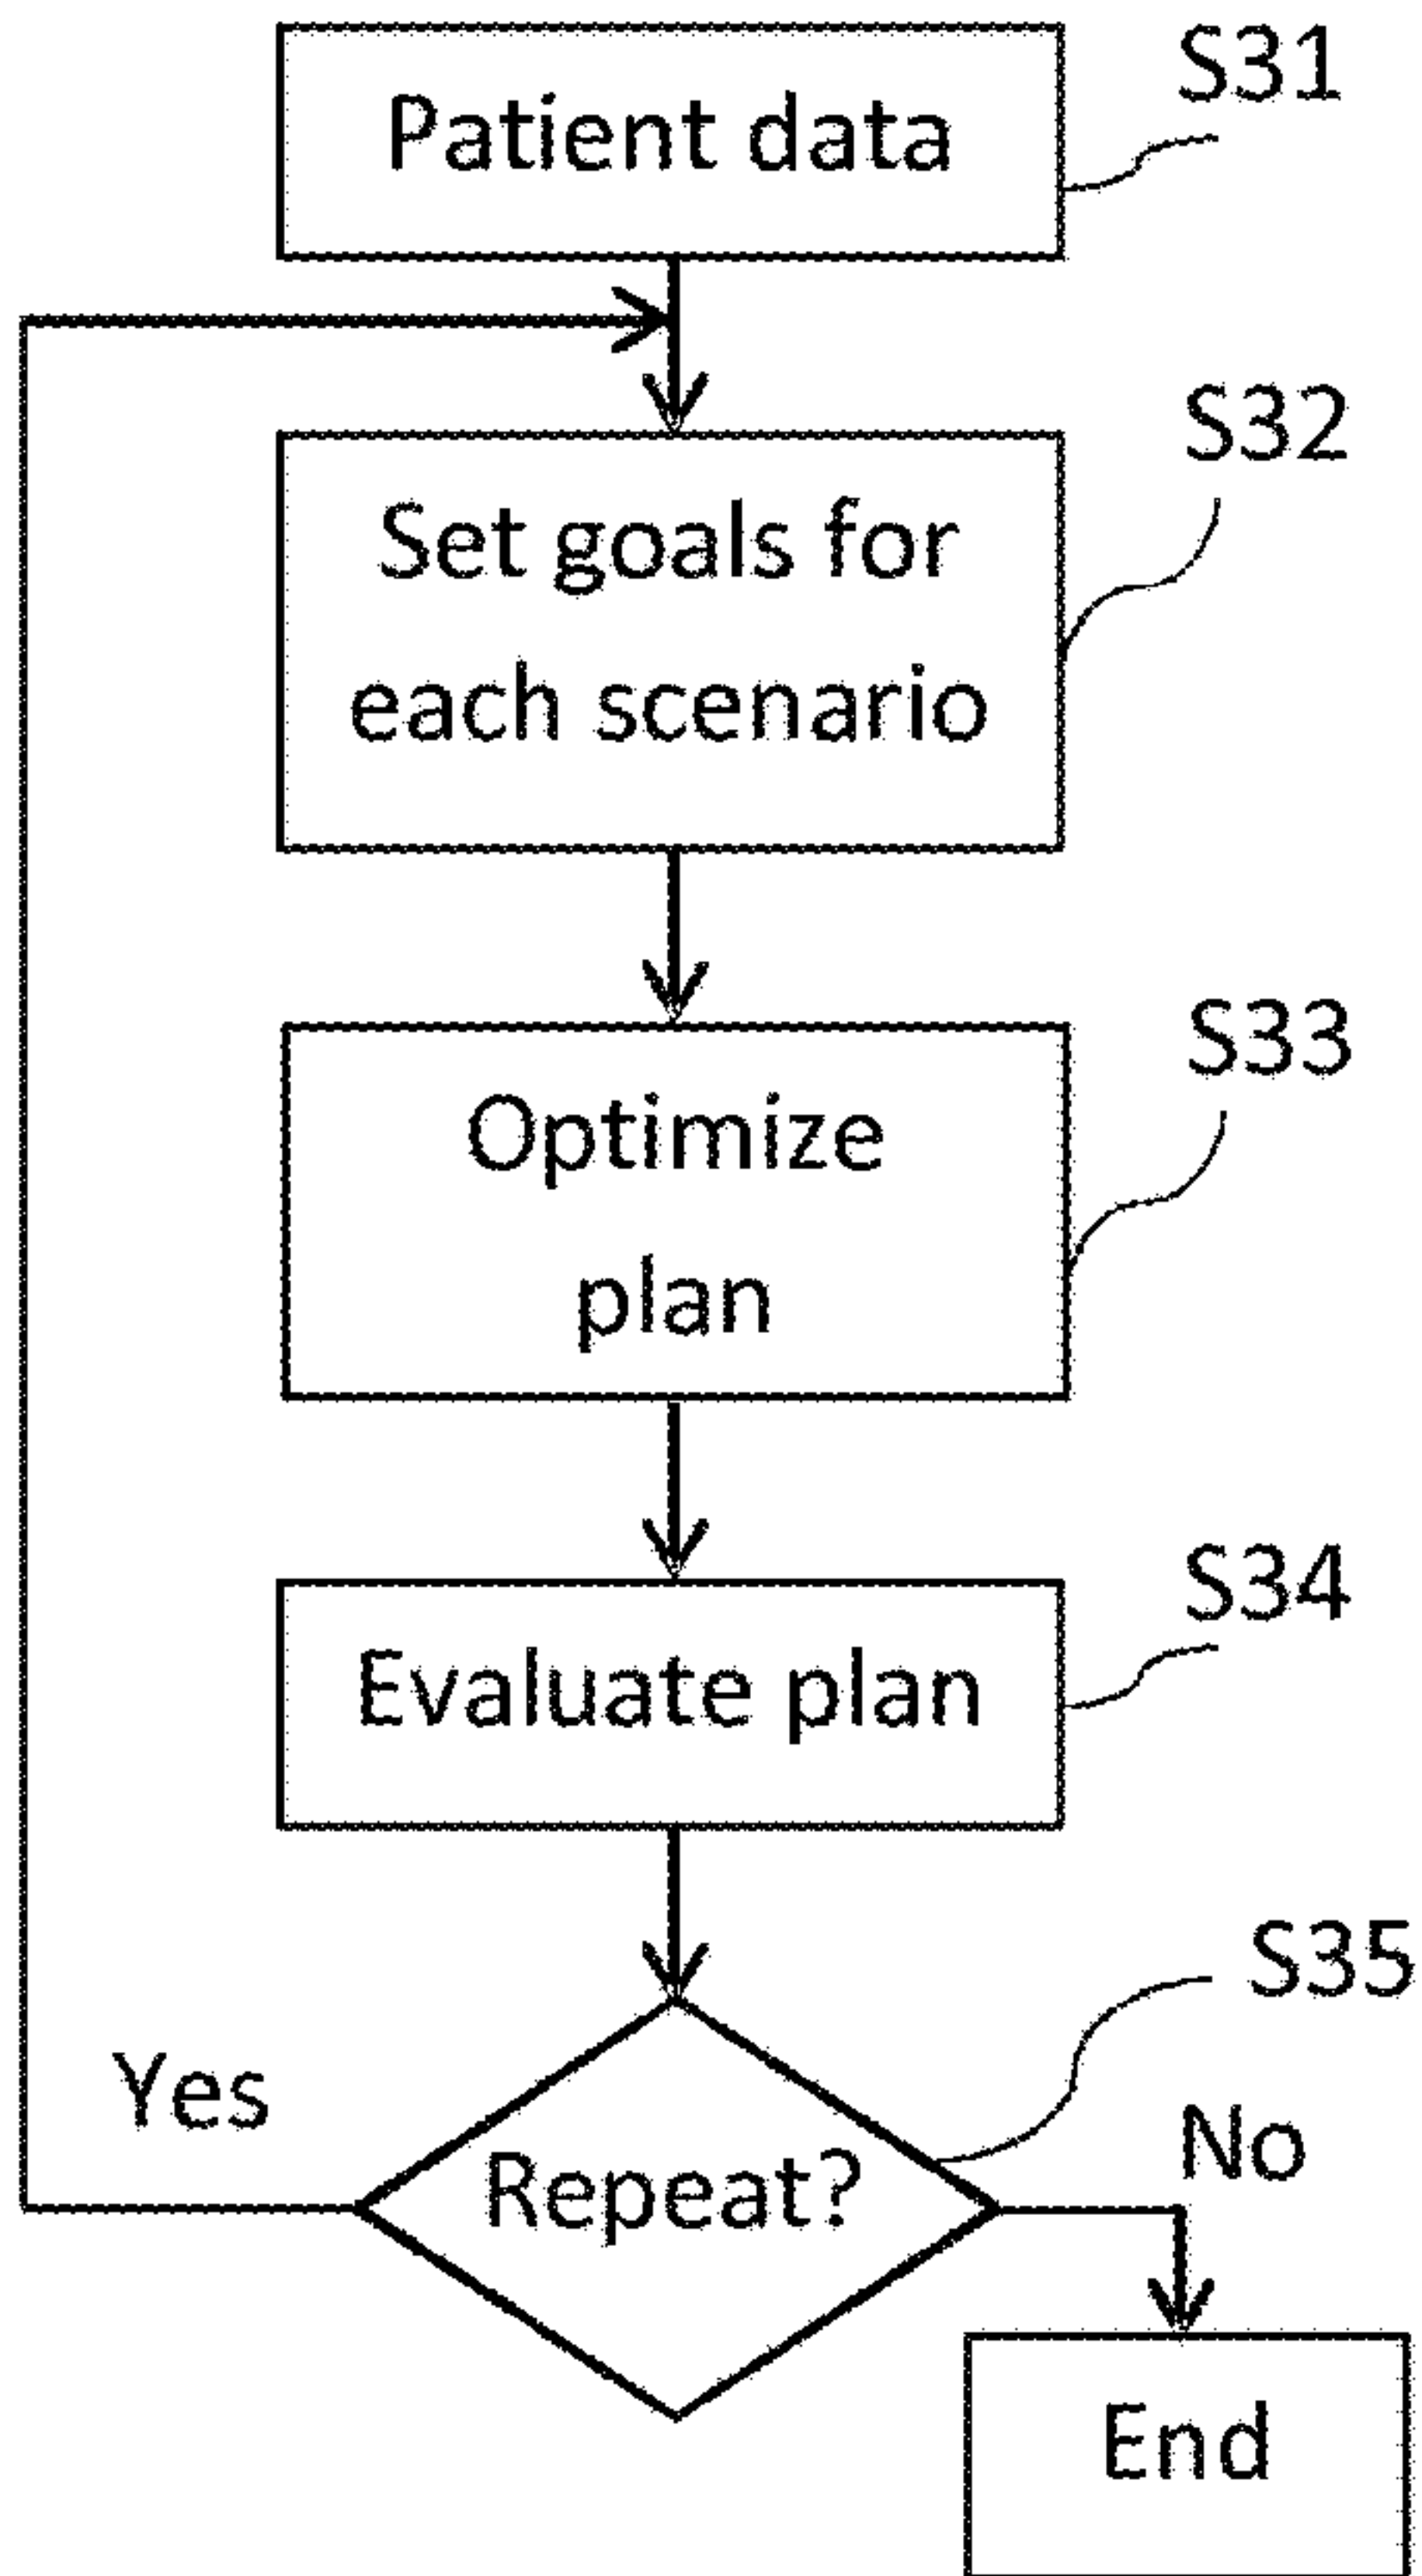 Patient data
S31
Set goals for
each scenario
S32
Optimize
plan
S33
Evaluate plan
S34
Repeat?
S35
Yes
No
End